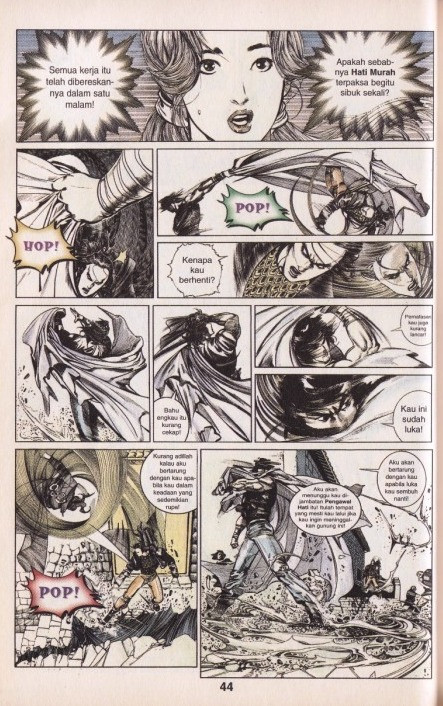 Semua kerja itu
telah dibereskan-
nya dalam satu
malam!
Apakah sebab-
nya Hati Murah
terpaksa begitu
sibuk sekali?
HOP!
POP!
Kenapa
kau
berhenti?
Bahu
engkau itu
kurang
cekap!
Pernafasan
kau juga
kurang
lancar!
Kau ini
sudah
luka!
Kurang adillah
kalau aku
bertarung
dengan kau apa-
bila kau dalam
keadaan yang
sedemikian
rupa!
POP!
Aku akan
menunggu kau di-
jambatan Pengawal
Hati itu! Itulah tempat
yang mesti kau lalui jika
kau ingin meninggal-
kan gunung ini!
Aku akan
bertarung
dengan kau
apabila luka
kau sembuh
nanti!
44